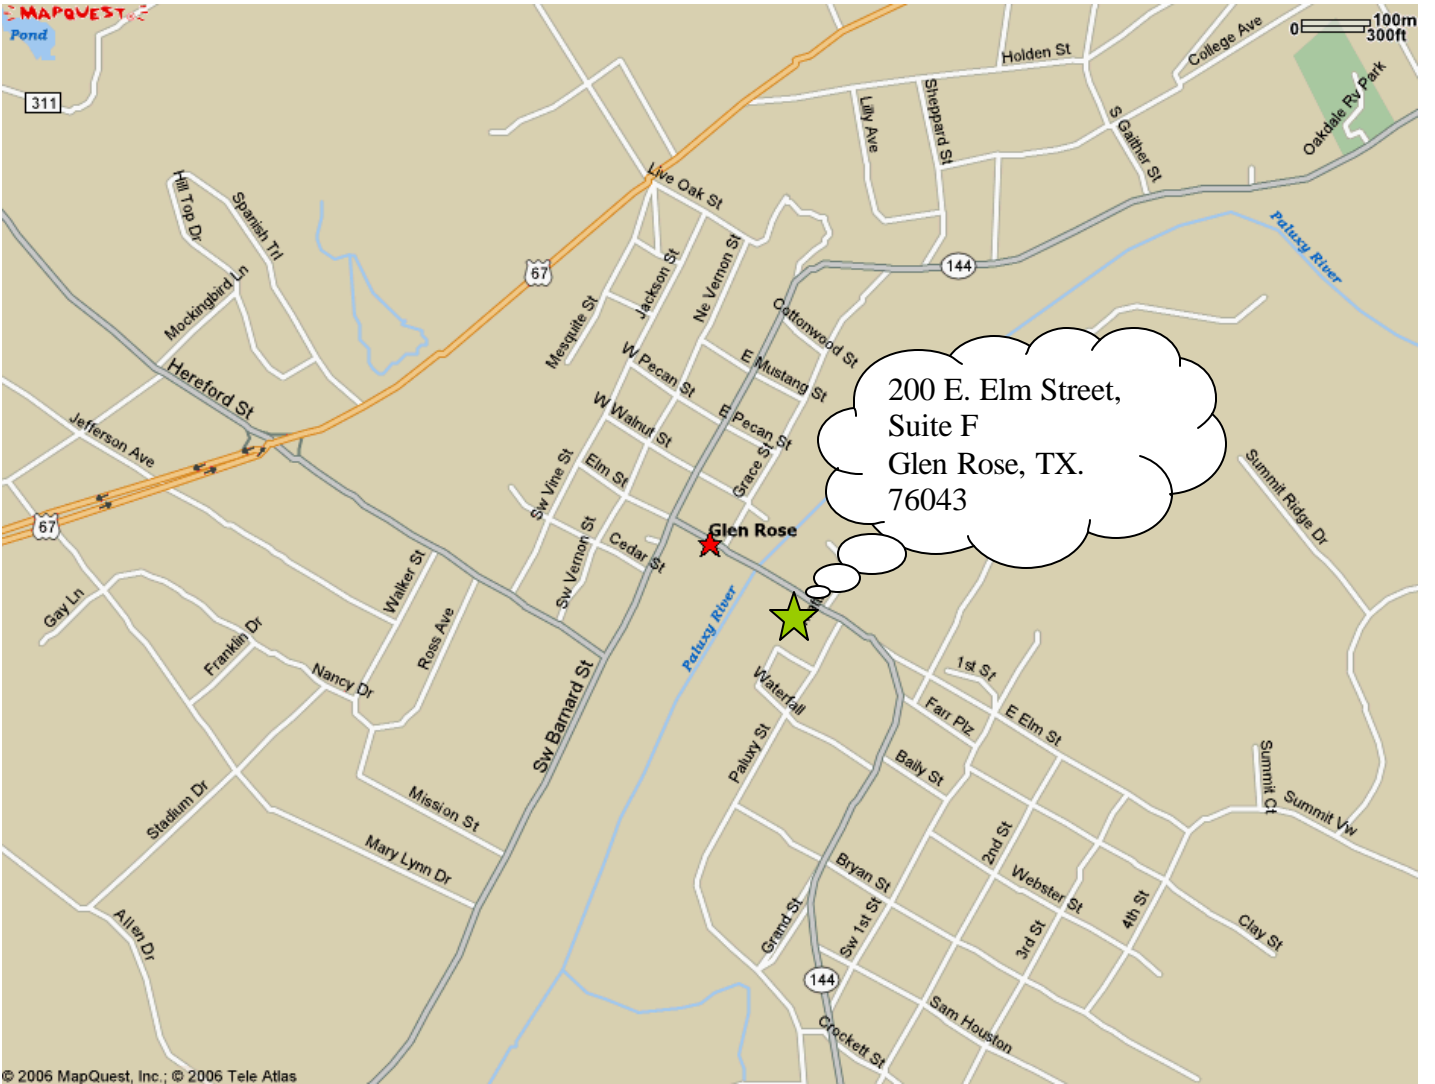 MAPQUEST
Pond
311
100m
0
300ft
Holden St
College Ave
Oakdale Rv Park
Lilly Ave
Sheppard St
S Gaither St
Live Oak St
Hill Top Dr
Spanish Trl
Paluxy River
144
67
Jackson St
Ne Vernon St
Mockingbird Ln
Mesquite St
Cottonwood St
Hereford St
W Pecan St
E Mustang St
W Walnut St
E Pecan St
Jefferson Ave
Elm St
Grace St
Sw Vine St
200 E. Elm Street,
Suite F
Glen Rose, TX.
76043
Summit Ridge Dr
67
Glen Rose
Cedar St
Sw Vernon St
Walker St
Gay Ln
Ross Ave
Paluxy River
Franklin Dr
Nancy Dr
Waterfall
1st St
Farr Plz
E Elm St
Sw Barnard St
Paluxy St
Baily St
Summit Ct
Summit Vw
Stadium Dr
Mission St
Mary Lynn Dr
2nd St
Bryan St
Webster St
4th St
Clay St
Allen Dr
Grand St
Sw 1st St
3rd St
144
Sam Houston
Crockett St
© 2006 MapQuest, Inc.; © 2006 Tele Atlas